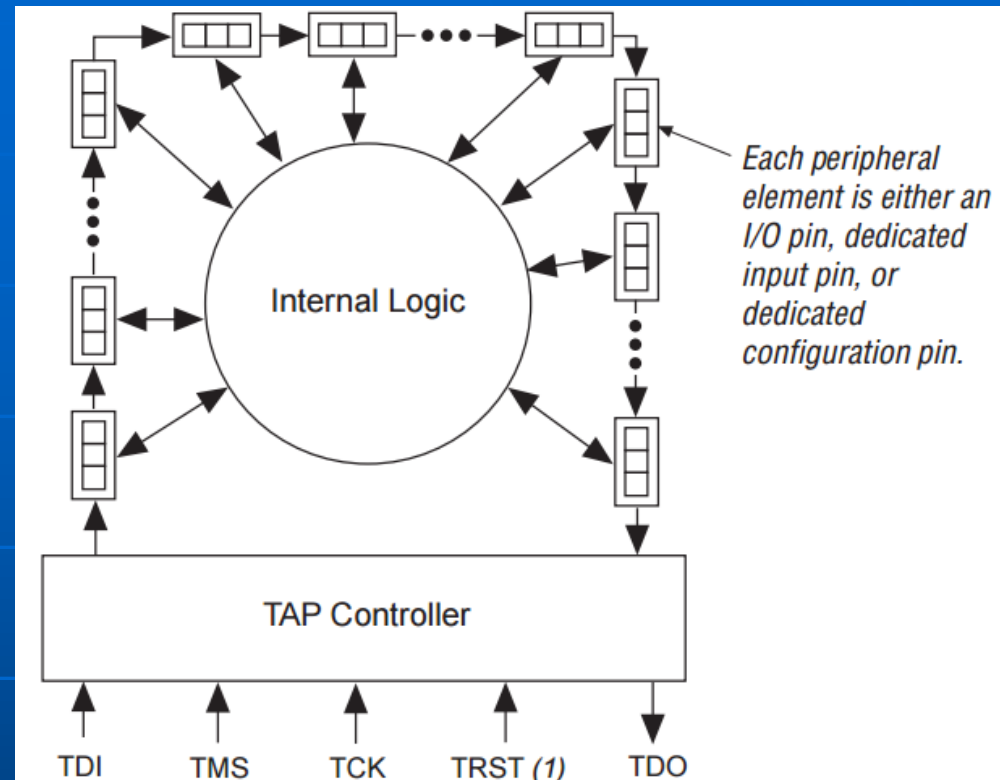 Each peripheral
element is either an
I/O pin, dedicated
input pin, or
dedicated
configuration pin.
Internal Logic
TAP Controller
TDI TMS TCK TRST (1) TDO